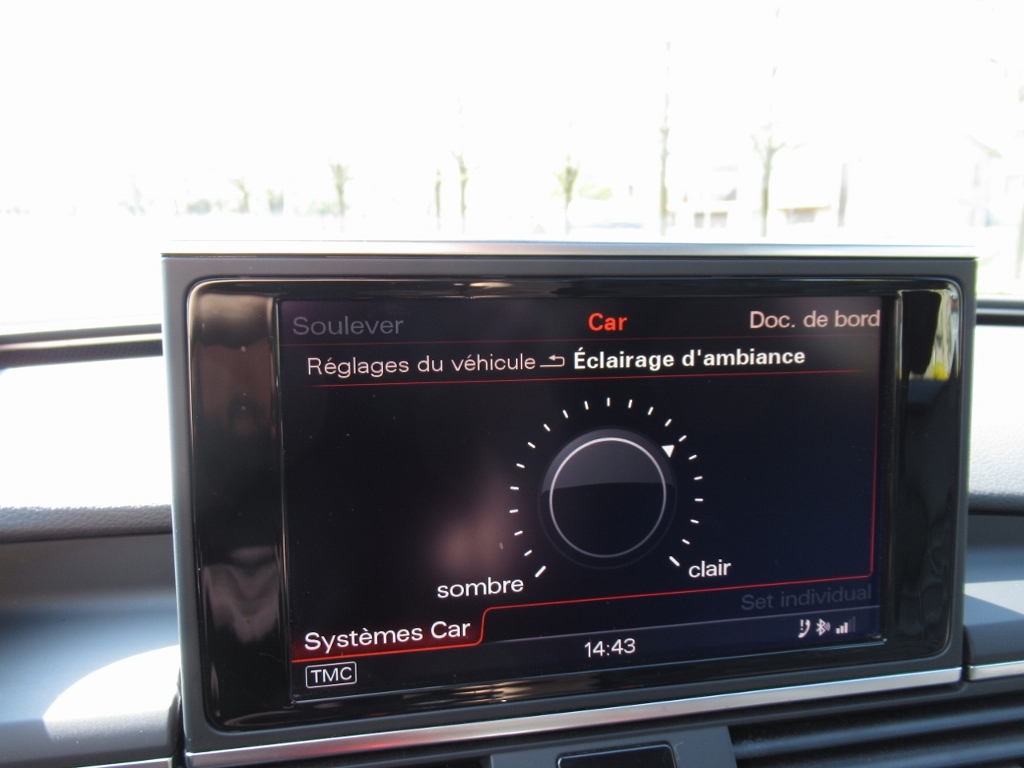 Soulever Car Doc. de bord
Réglages du véhicule Éclairage d'ambiance
sombre clair
Set individual
Systèmes Car
TMC 14:43